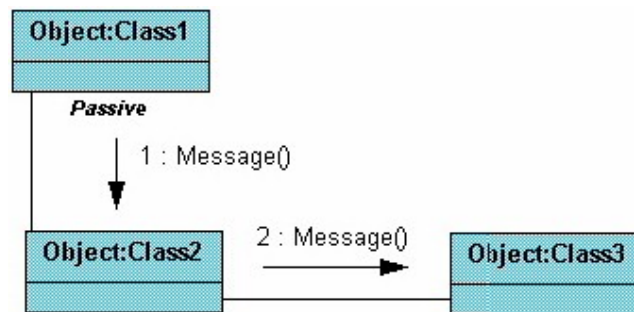 Object:Class1
Passive
1 : Message()
Object:Class2
2 : Message()
Object:Class3